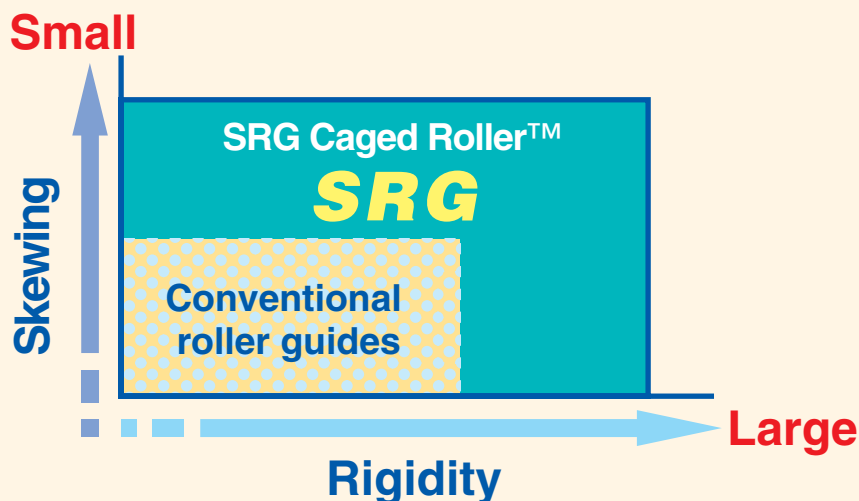 Small
SRG Caged Roller™
SRG
Skewing
Conventional
roller guides
Large
Rigidity